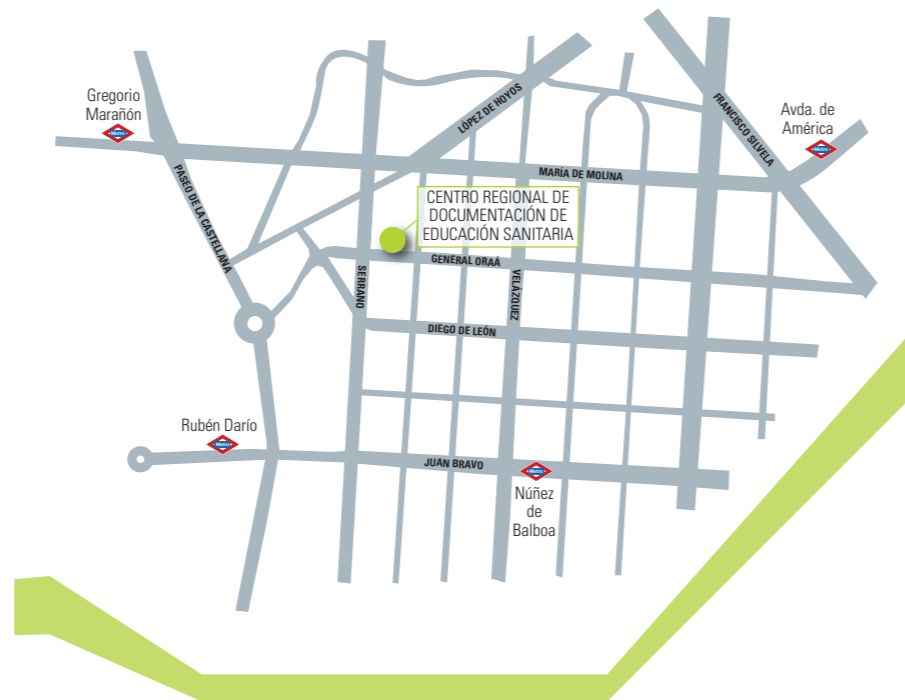 Gregorio
Marañón
Metro
PASEO DE LA CASTELLANA
LÓPEZ DE HOYOS
FRANCISCO SILVELA
Avda. de
América
Metro
MARÍA DE MOLINA
CENTRO REGIONAL DE
DOCUMENTACIÓN DE
EDUCACIÓN SANITARIA
GENERAL ORAÁ
SERRANO
VELÁZQUEZ
DIEGO DE LEÓN
Rubén Darío
Metro
JUAN BRAVO
Metro
Núñez
de
Balboa